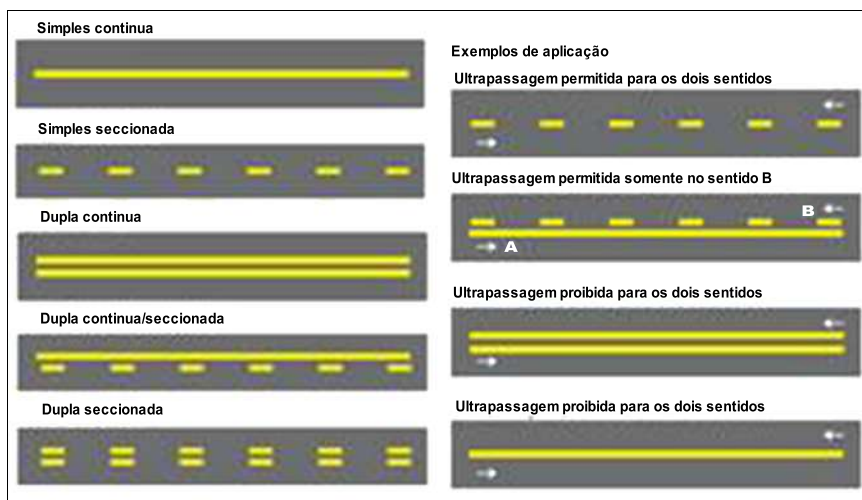 Simples continua
Simples seccionada
Dupla continua
Dupla continua/seccionada
Dupla seccionada
Exemplos de aplicação
Ultrapassagem permitida para os dois sentidos
Ultrapassagem permitida somente no sentido B
B
A
Ultrapassagem proibida para os dois sentidos
Ultrapassagem proibida para os dois sentidos